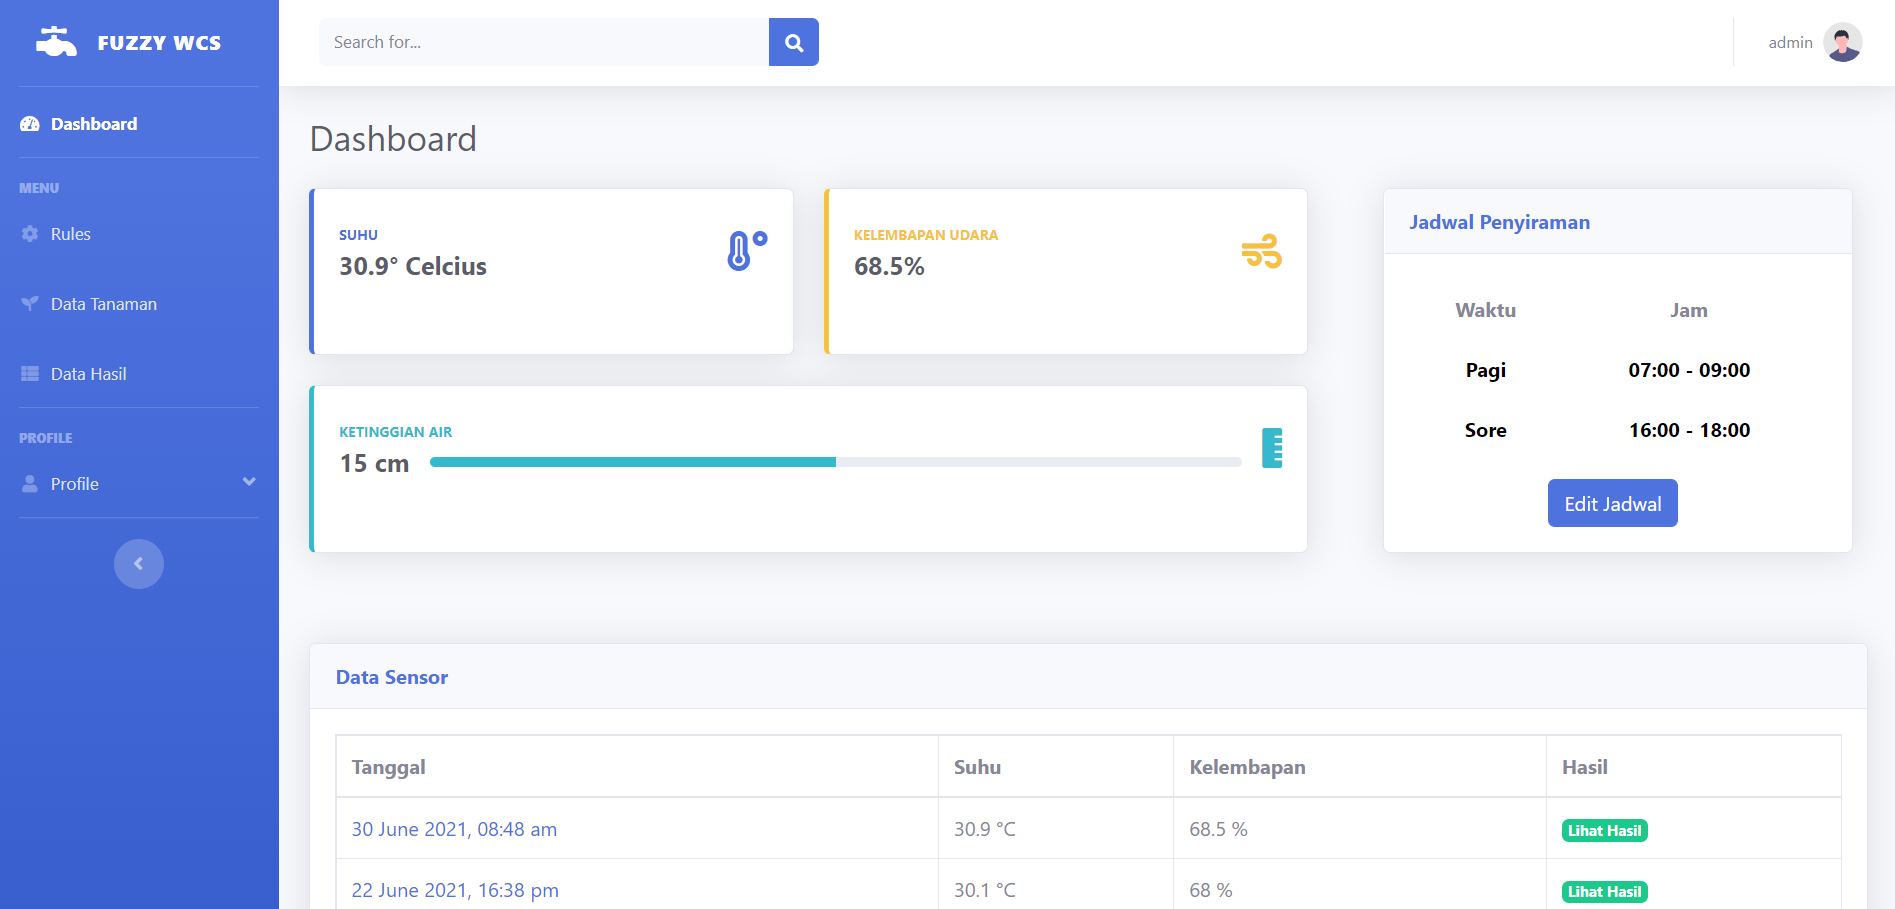 FUZZY WCS
Dashboard
MENU
Rules
Data Tanaman
Data Hasil
PROFILE
Profile
Search for...
admin
Dashboard
SUHU
30.9° Celcius
KELEMBAPAN UDARA
68.5%
KETINGGIAN AIR
15 cm
Jadwal Penyiraman
Waktu Jam
Pagi 07:00 - 09:00
Sore 16:00 - 18:00
Edit Jadwal
Data Sensor
Tanggal Suhu Kelembapan Hasil
30 June 2021, 08:48 am 30.9 °C 68.5 % Lihat Hasil
22 June 2021, 16:38 pm 30.1 °C 68 % Lihat Hasil